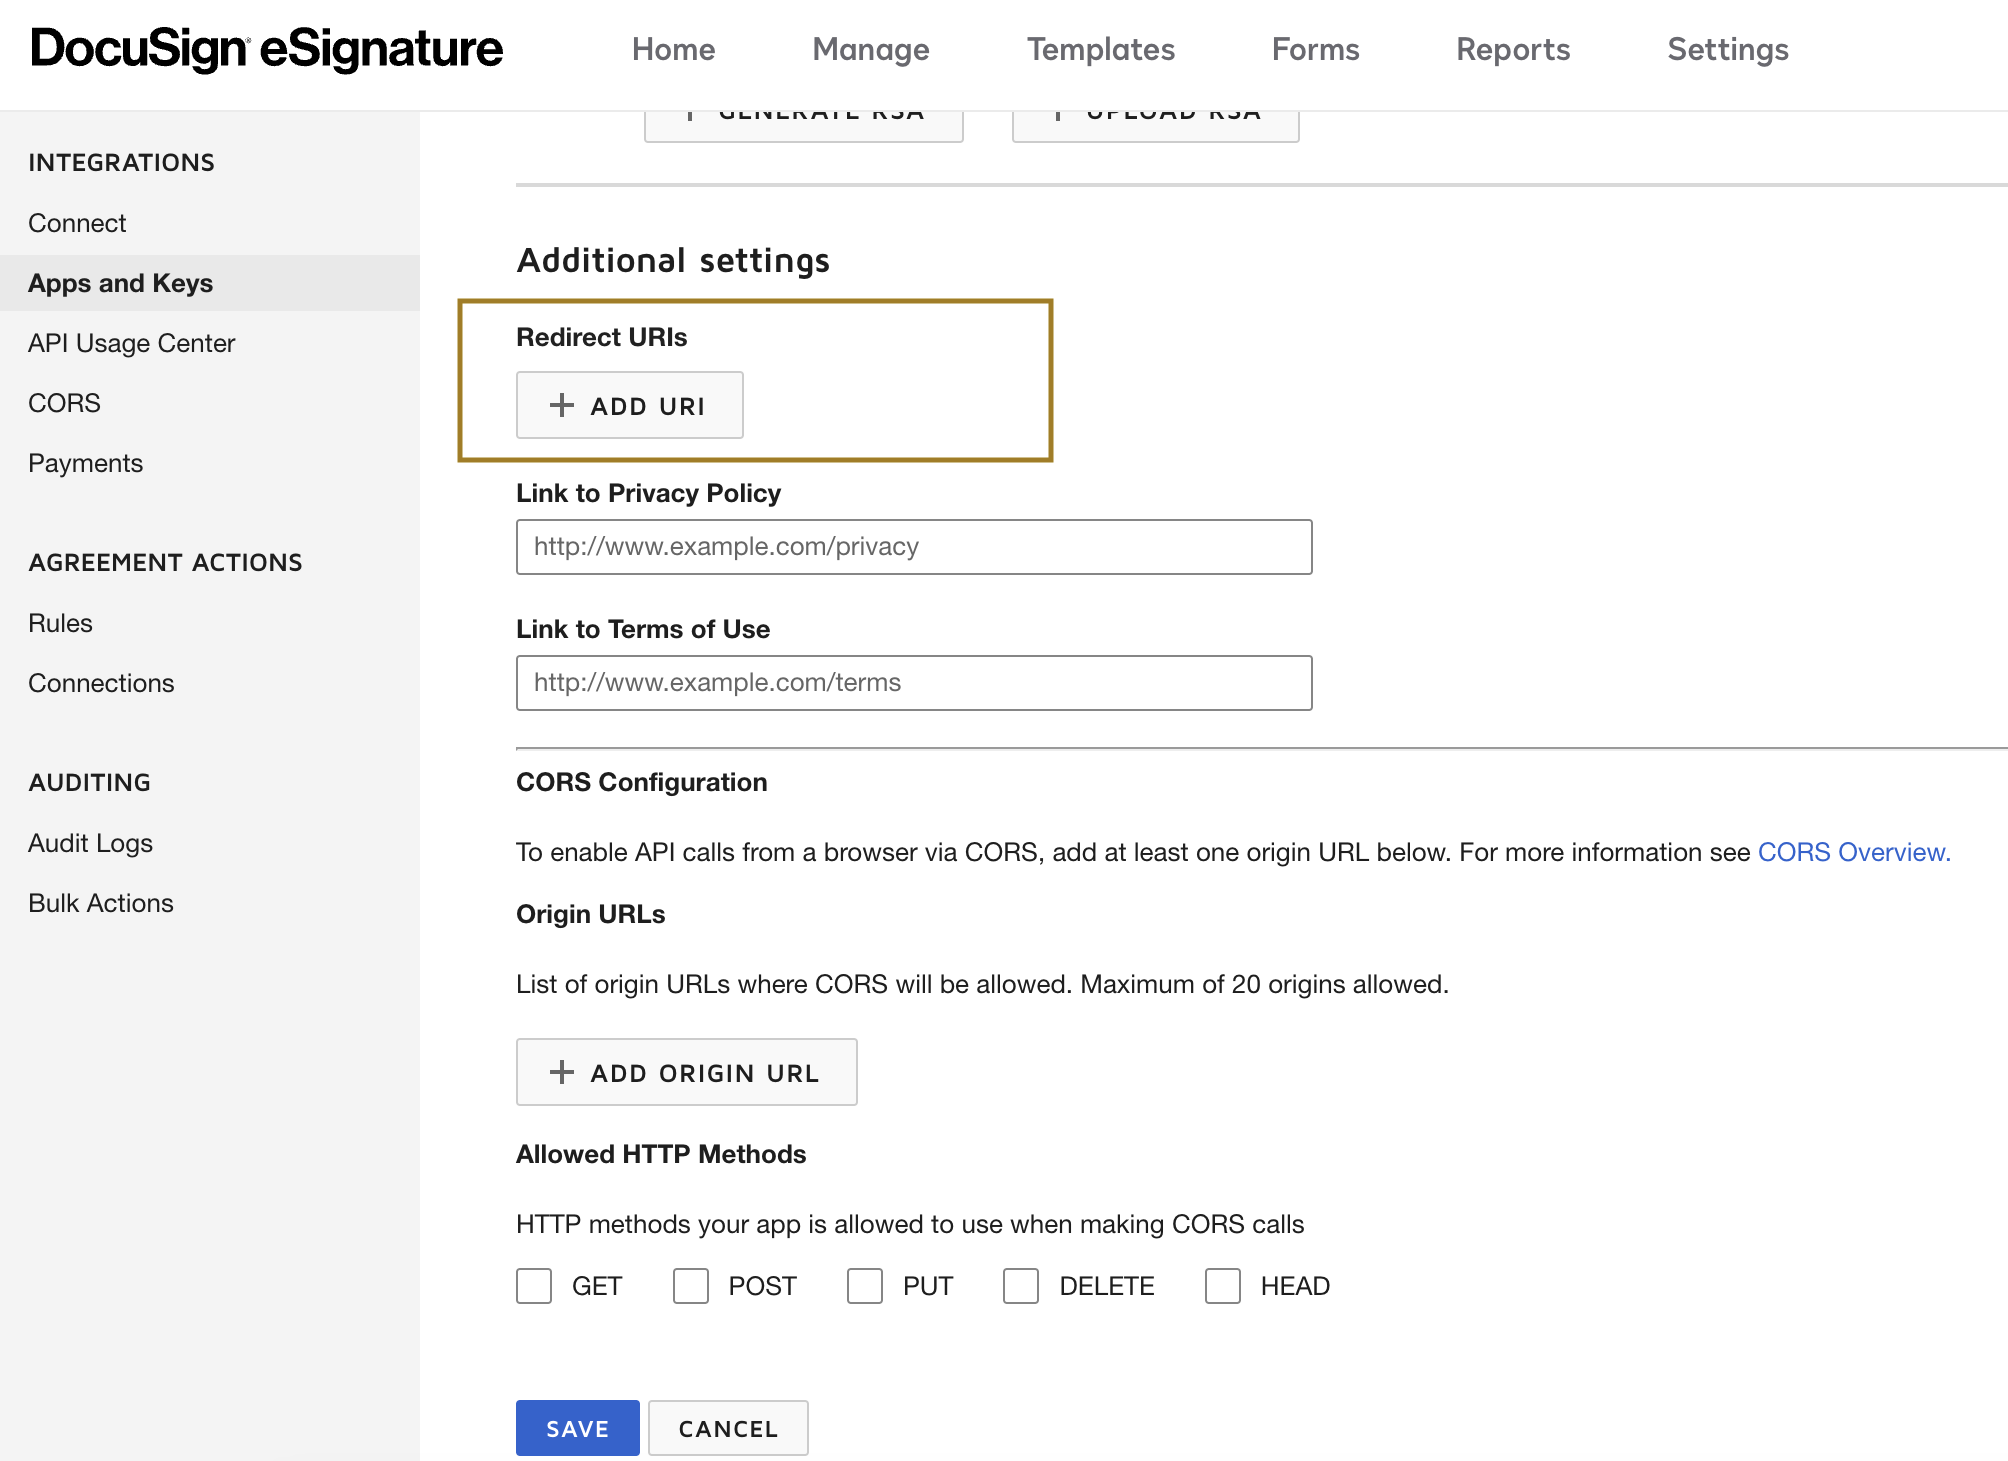 DocuSign eSignature
Home Manage Templates Forms Reports Settings
INTEGRATIONS
Connect
Apps and Keys
API Usage Center
CORS
Payments
AGREEMENT ACTIONS
Rules
Connections
AUDITING
Audit Logs
Bulk Actions
+ GENERATE RSA
+ UPLOAD RSA
Additional settings
Redirect URIs
+ ADD URI
Link to Privacy Policy
http://www.example.com/privacy
Link to Terms of Use
http://www.example.com/terms
CORS Configuration
To enable API calls from a browser via CORS, add at least one origin URL below. For more information see CORS Overview.
Origin URLs
List of origin URLs where CORS will be allowed. Maximum of 20 origins allowed.
+ ADD ORIGIN URL
Allowed HTTP Methods
HTTP methods your app is allowed to use when making CORS calls
GET POST PUT DELETE HEAD
SAVE CANCEL